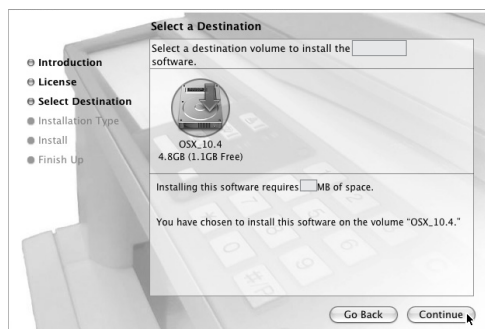 Select a Destination
Select a destination volume to install the
software.
Introduction
License
Select Destination
Installation Type
Install
Finish Up
OSX_10.4
4.8GB (1.1GB Free)
Installing this software requires MB of space.
You have chosen to install this software on the volume "OSX_10.4."
Go Back Continue